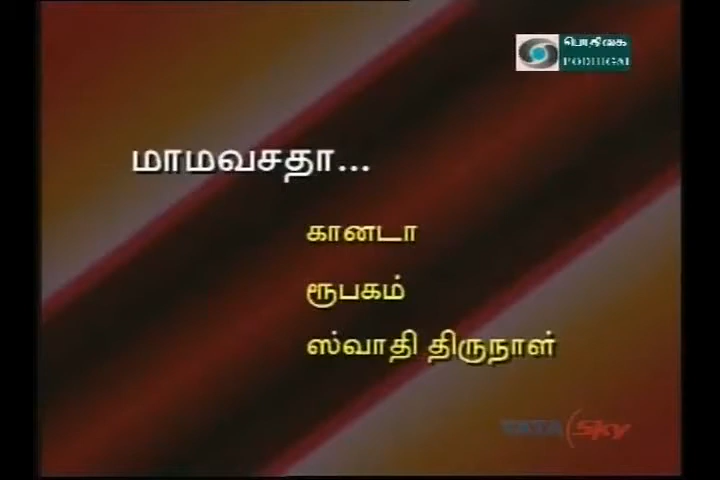 பொதிகை
PODHIGAI
மாமவசதா...
கானடா
ரூபகம்
ஸ்வாதி திருநாள்
TATA Sky